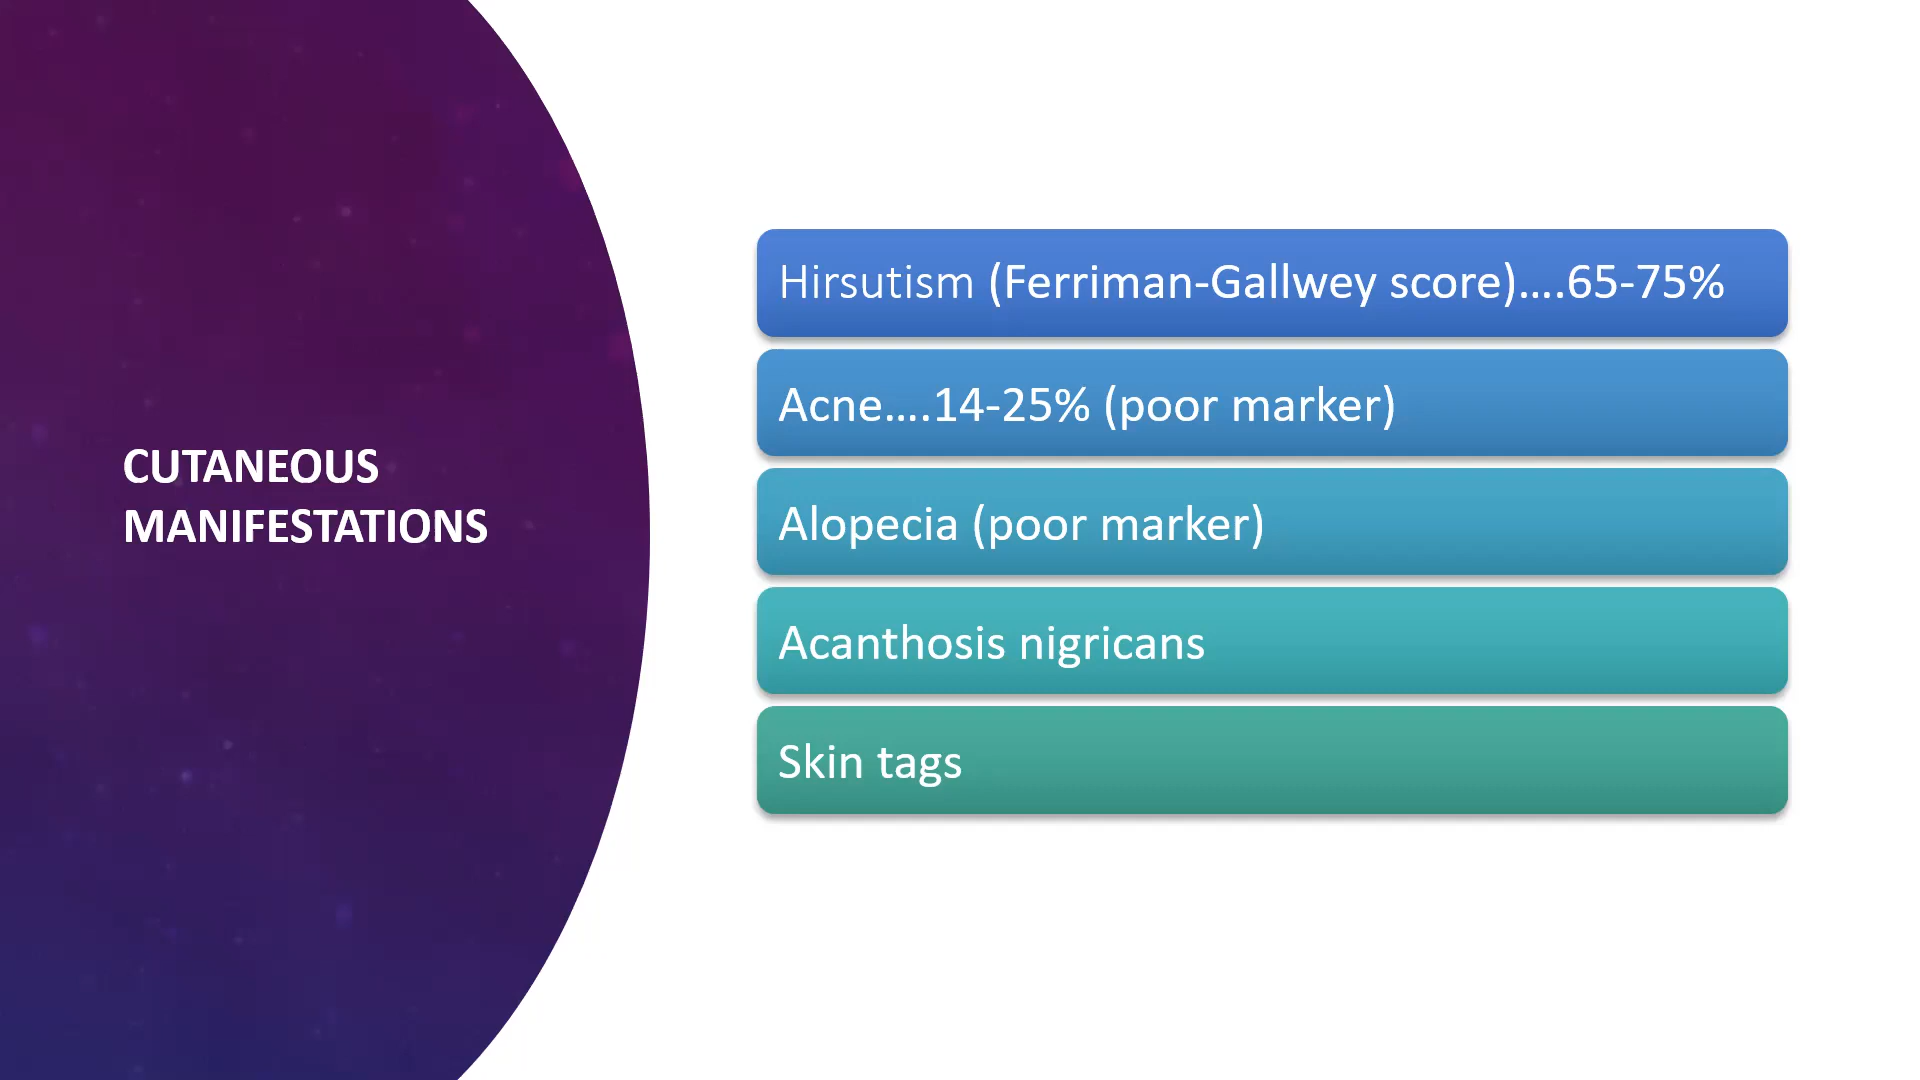 CUTANEOUS
MANIFESTATIONS
Hirsutism (Ferriman-Gallwey score)....65-75%
Acne....14-25% (poor marker)
Alopecia (poor marker)
Acanthosis nigricans
Skin tags